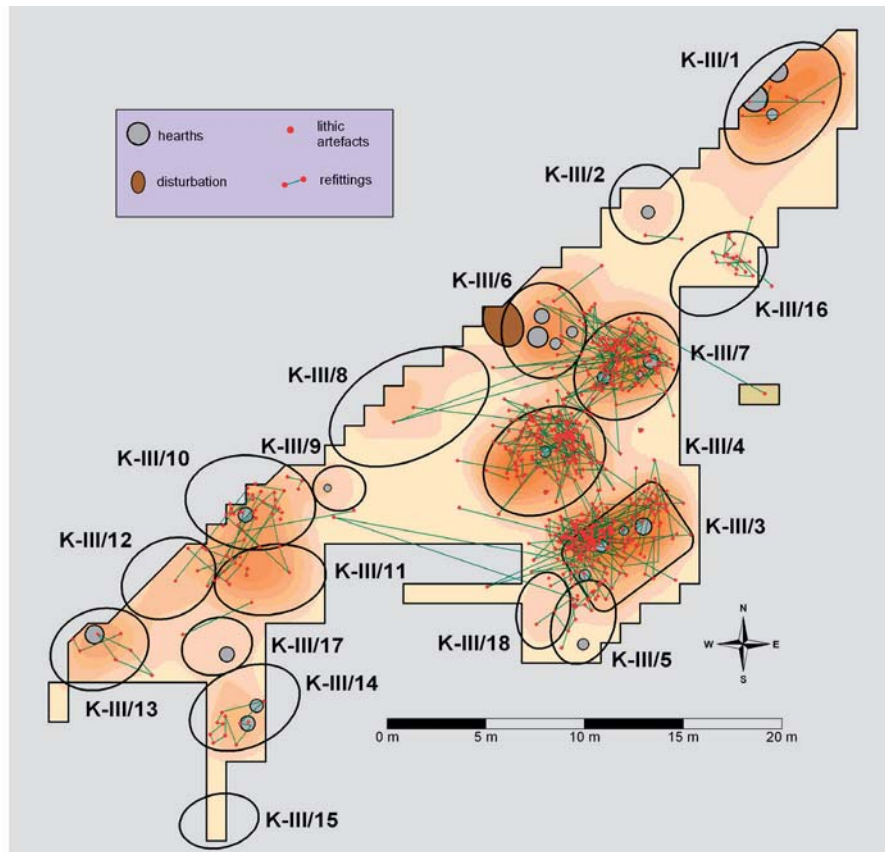 K-III/1
hearths
lithic
artefacts
disturbation
refittings
K-III/2
K-III/6
K-III/16
K-III/7
K-III/8
K-III/4
K-III/9
K-III/10
K-III/3
K-III/12
K-III/11
N
W E
S
K-III/18
K-III/17
K-III/5
K-III/14
K-III/13
0 m 5 m 10 m 15 m 20 m
K-III/15